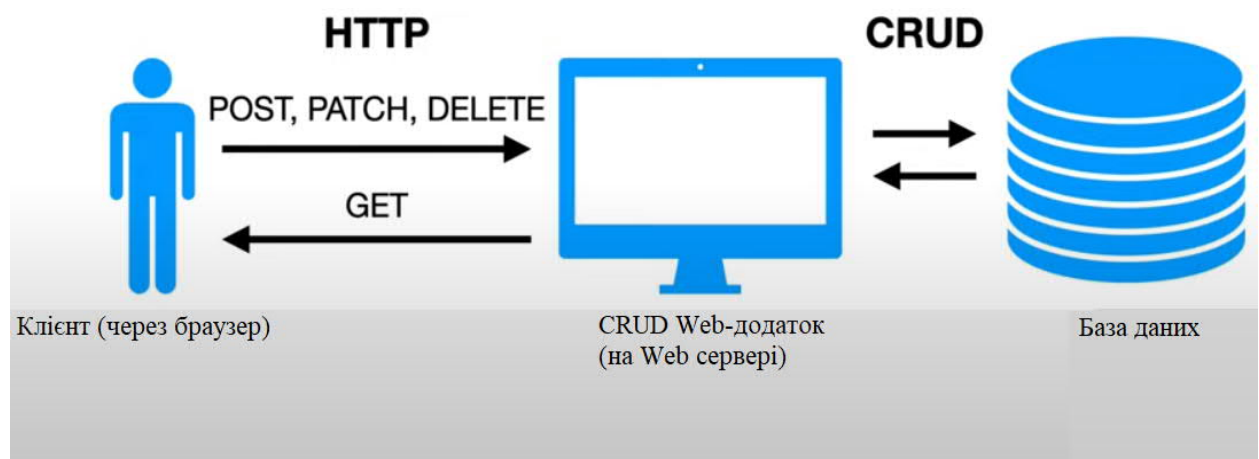 HTTP
CRUD
POST, PATCH, DELETE
GET
Клієнт (через браузер)
CRUD Web-додаток
(на Web сервері)
База даних